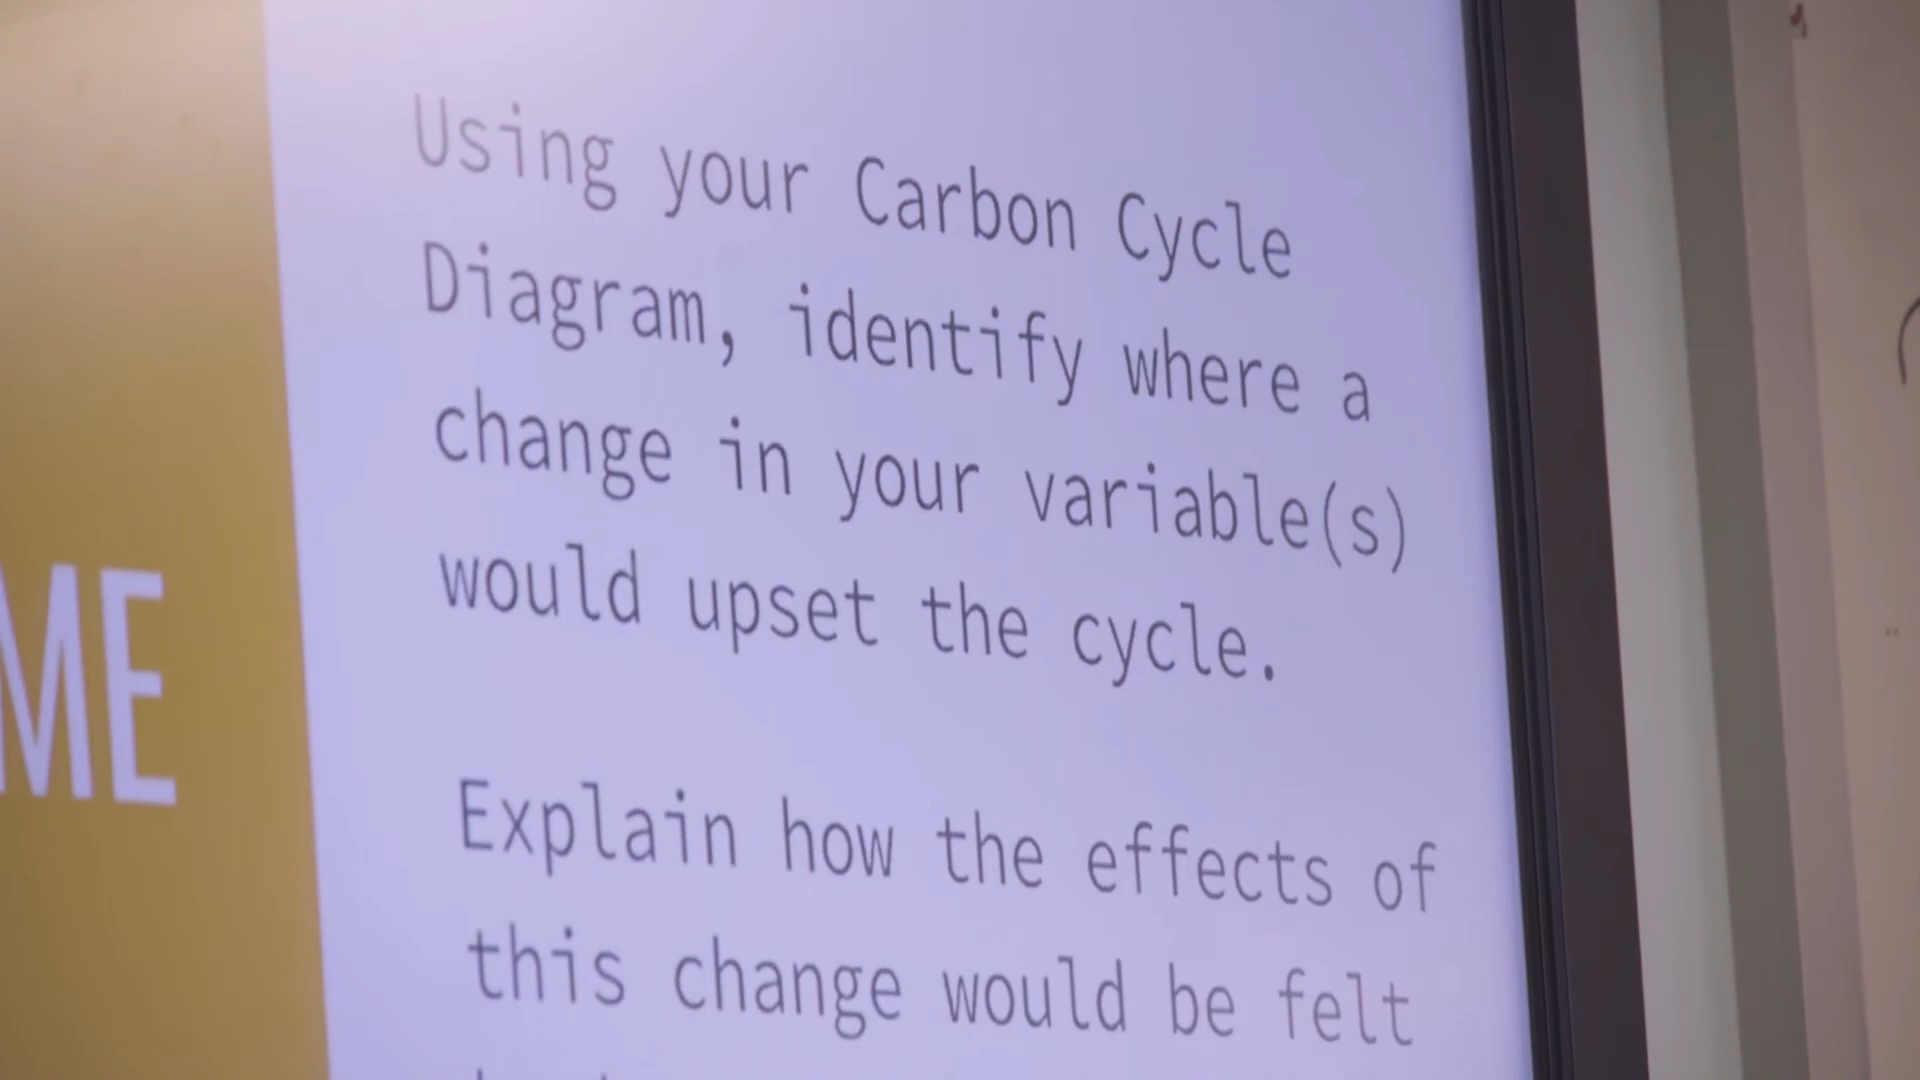 Using your Carbon Cycle
Diagram, identify where a
change in your variable(s)
would upset the cycle.
Explain how the effects of
this change would be felt
ME